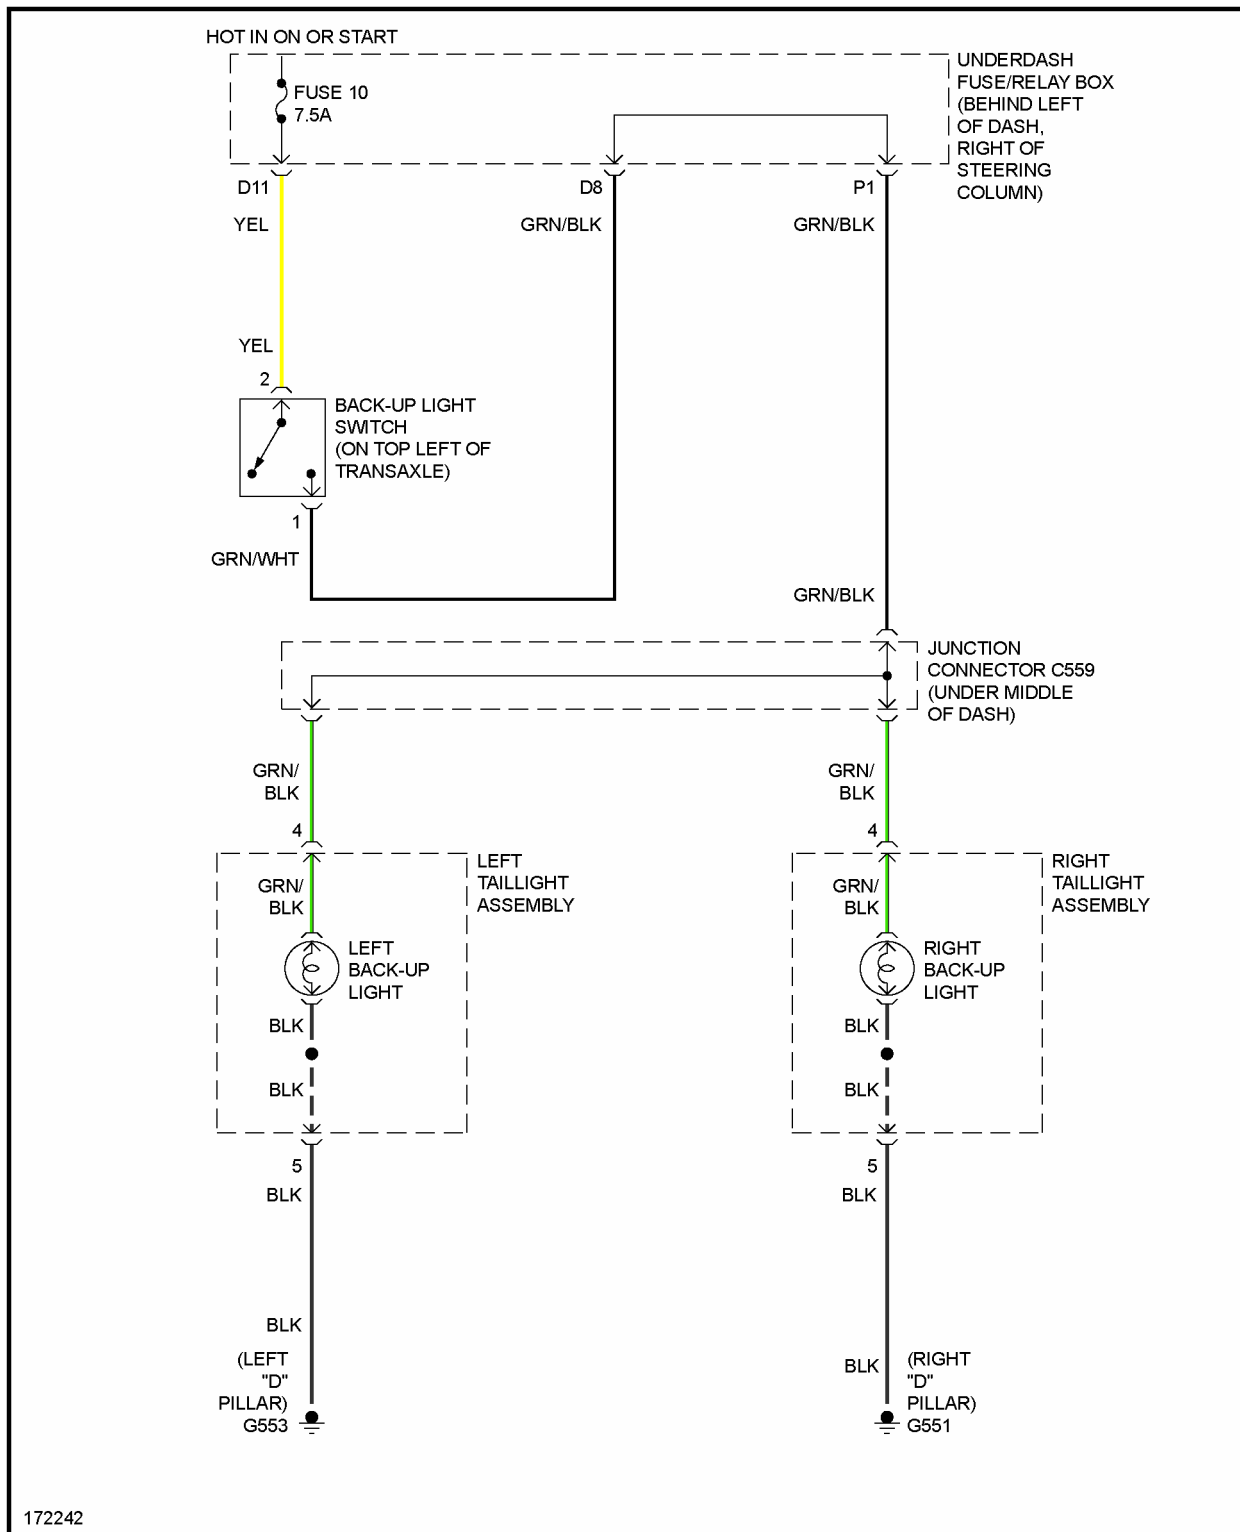 HOT IN ON OR START
FUSE 10
7.5A
UNDERDASH
FUSE/RELAY BOX
(BEHIND LEFT
OF DASH,
RIGHT OF
STEERING
COLUMN)
D11
D8
P1
YEL
GRN/BLK
GRN/BLK
YEL
2
BACK-UP LIGHT
SWITCH
(ON TOP LEFT OF
TRANSAXLE)
1
GRN/WHT
GRN/BLK
JUNCTION
CONNECTOR C559
(UNDER MIDDLE
OF DASH)
GRN/
BLK
GRN/
BLK
4
4
LEFT
TAILLIGHT
ASSEMBLY
RIGHT
TAILLIGHT
ASSEMBLY
GRN/
BLK
GRN/
BLK
LEFT
BACK-UP
LIGHT
RIGHT
BACK-UP
LIGHT
BLK
BLK
BLK
BLK
5
5
BLK
BLK
BLK
(LEFT
"D"
PILLAR)
G553
BLK
(RIGHT
"D"
PILLAR)
G551
172242